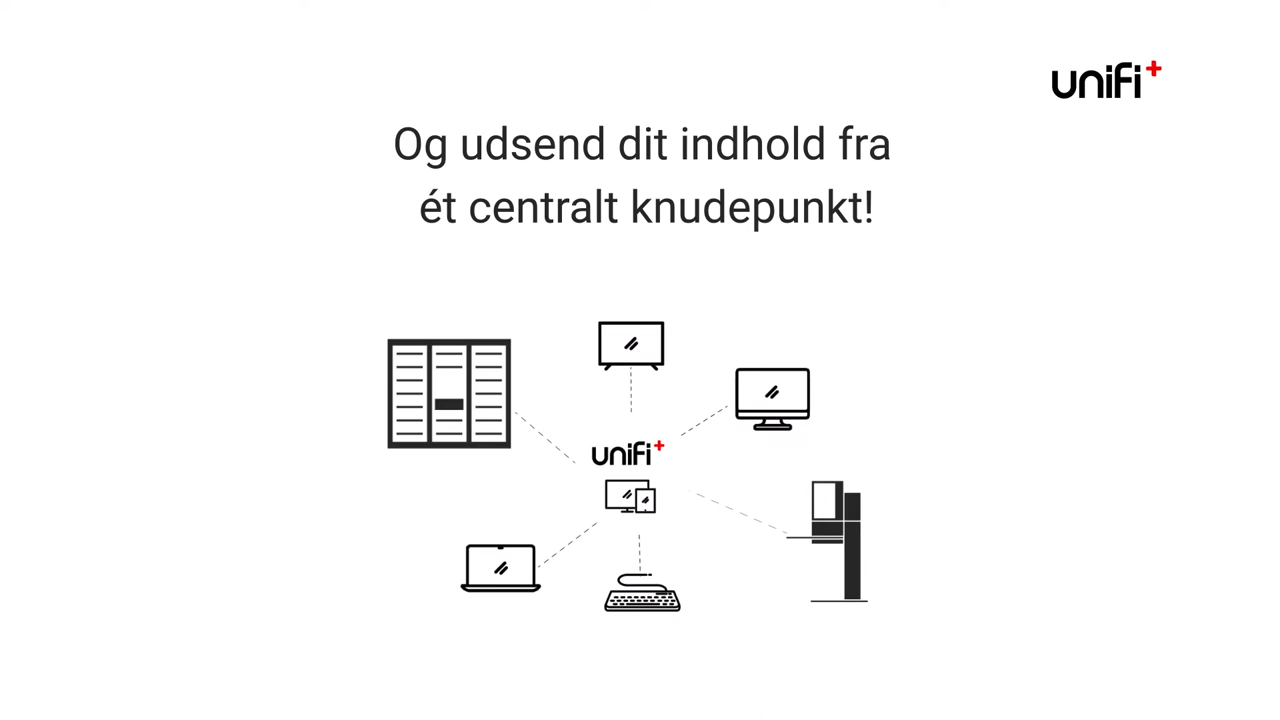 unifi+
Og udsend dit indhold fra
ét centralt knudepunkt!
unifi+